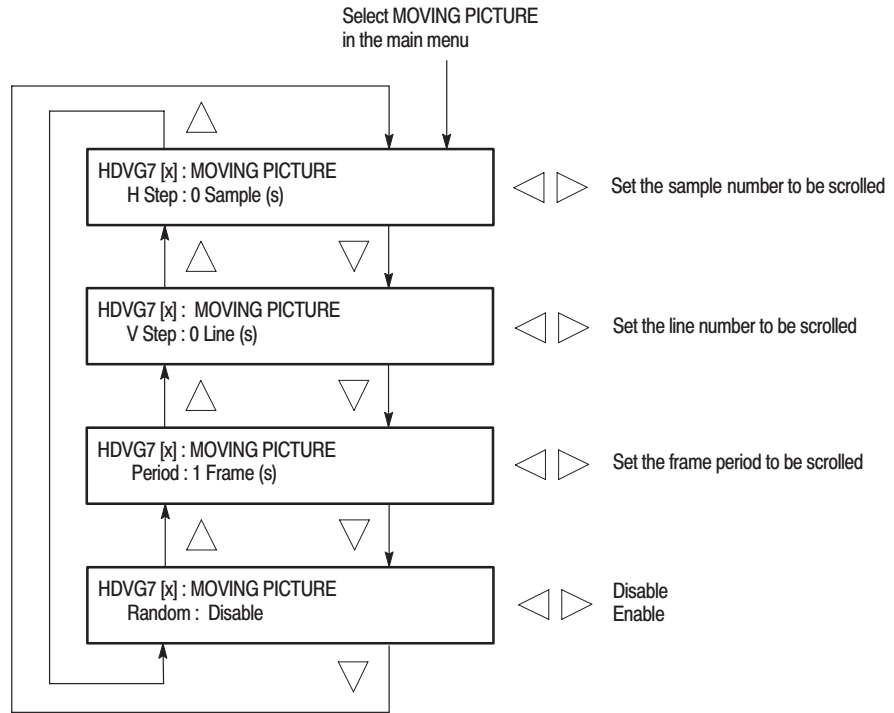 Select MOVING PICTURE
in the main menu
HDVG7 [x] : MOVING PICTURE
H Step : 0 Sample (s)
Set the sample number to be scrolled
HDVG7 [x] : MOVING PICTURE
V Step : 0 Line (s)
Set the line number to be scrolled
HDVG7 [x] : MOVING PICTURE
Period : 1 Frame (s)
Set the frame period to be scrolled
HDVG7 [x] : MOVING PICTURE
Random : Disable
Disable
Enable